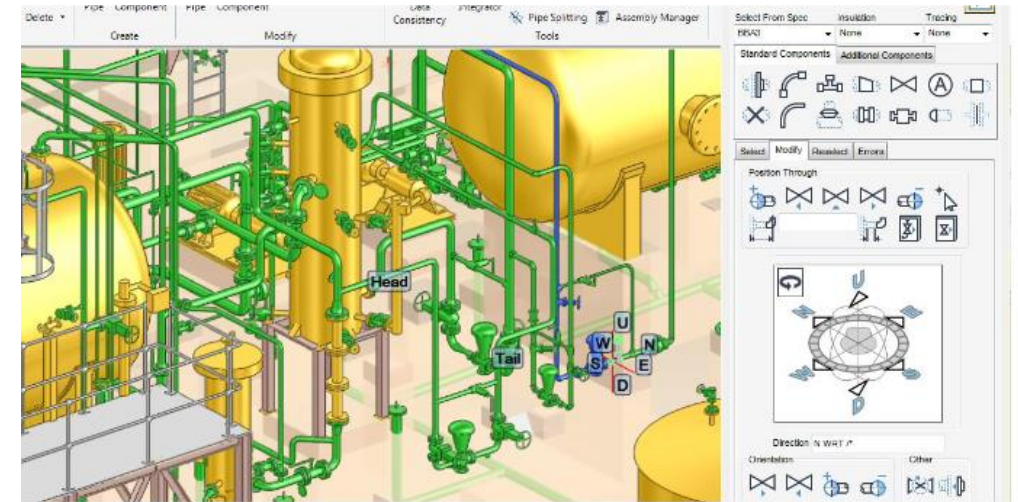 Pipe Component Pipe Component Data Integrator
Delete Consistency Pipe Splitting Assembly Manager
Create Modify Tools
Select From Spec Insulation Tracing
None None
Standard Components Additional Components
A
Select Modify Reselect Errors
Position Through
Head
Tail
U
W N
S E
D
U
D
Direction N WRT /*
Orientation Other